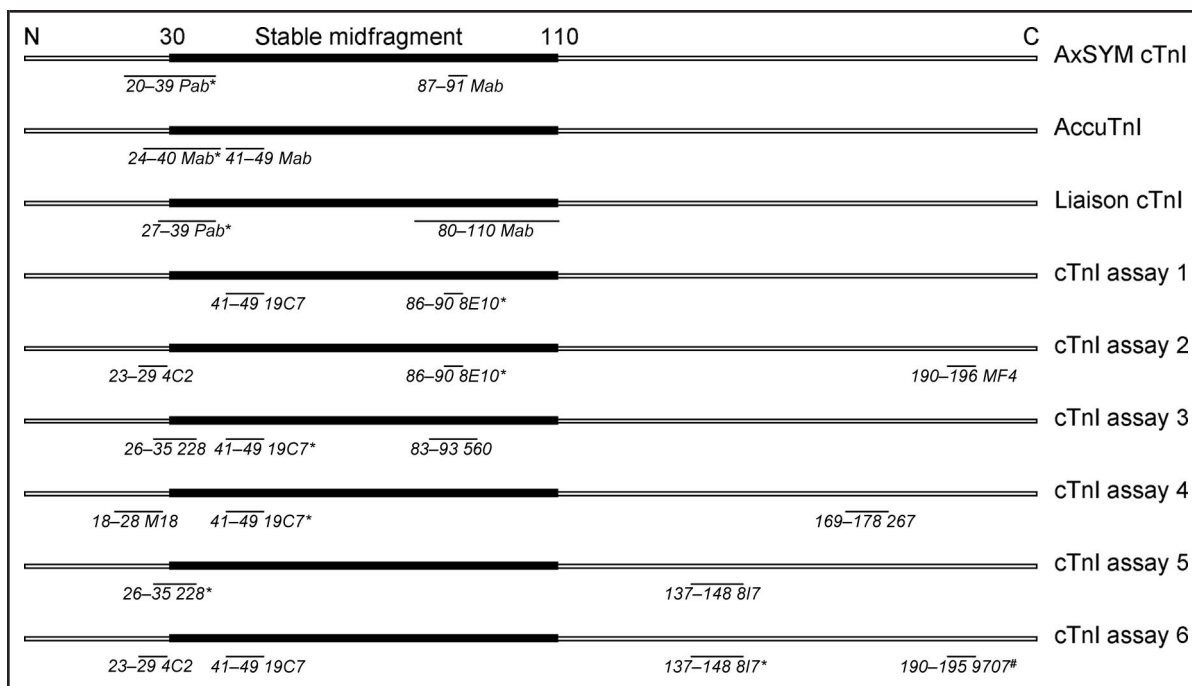 N 30 Stable midfragment 110 C
AxSYM cTnI
20–39 Pab* 87–91 Mab
AccuTnI
24–40 Mab* 41–49 Mab
Liaison cTnI
27–39 Pab* 80–110 Mab
cTnI assay 1
41–49 19C7 86–90 8E10*
cTnI assay 2
23–29 4C2 86–90 8E10* 190–196 MF4
cTnI assay 3
26–35 228 41–49 19C7* 83–93 560
cTnI assay 4
18–28 M18 41–49 19C7* 169–178 267
cTnI assay 5
26–35 228* 137–148 8I7
cTnI assay 6
23–29 4C2 41–49 19C7 137–148 8I7* 190–195 9707#